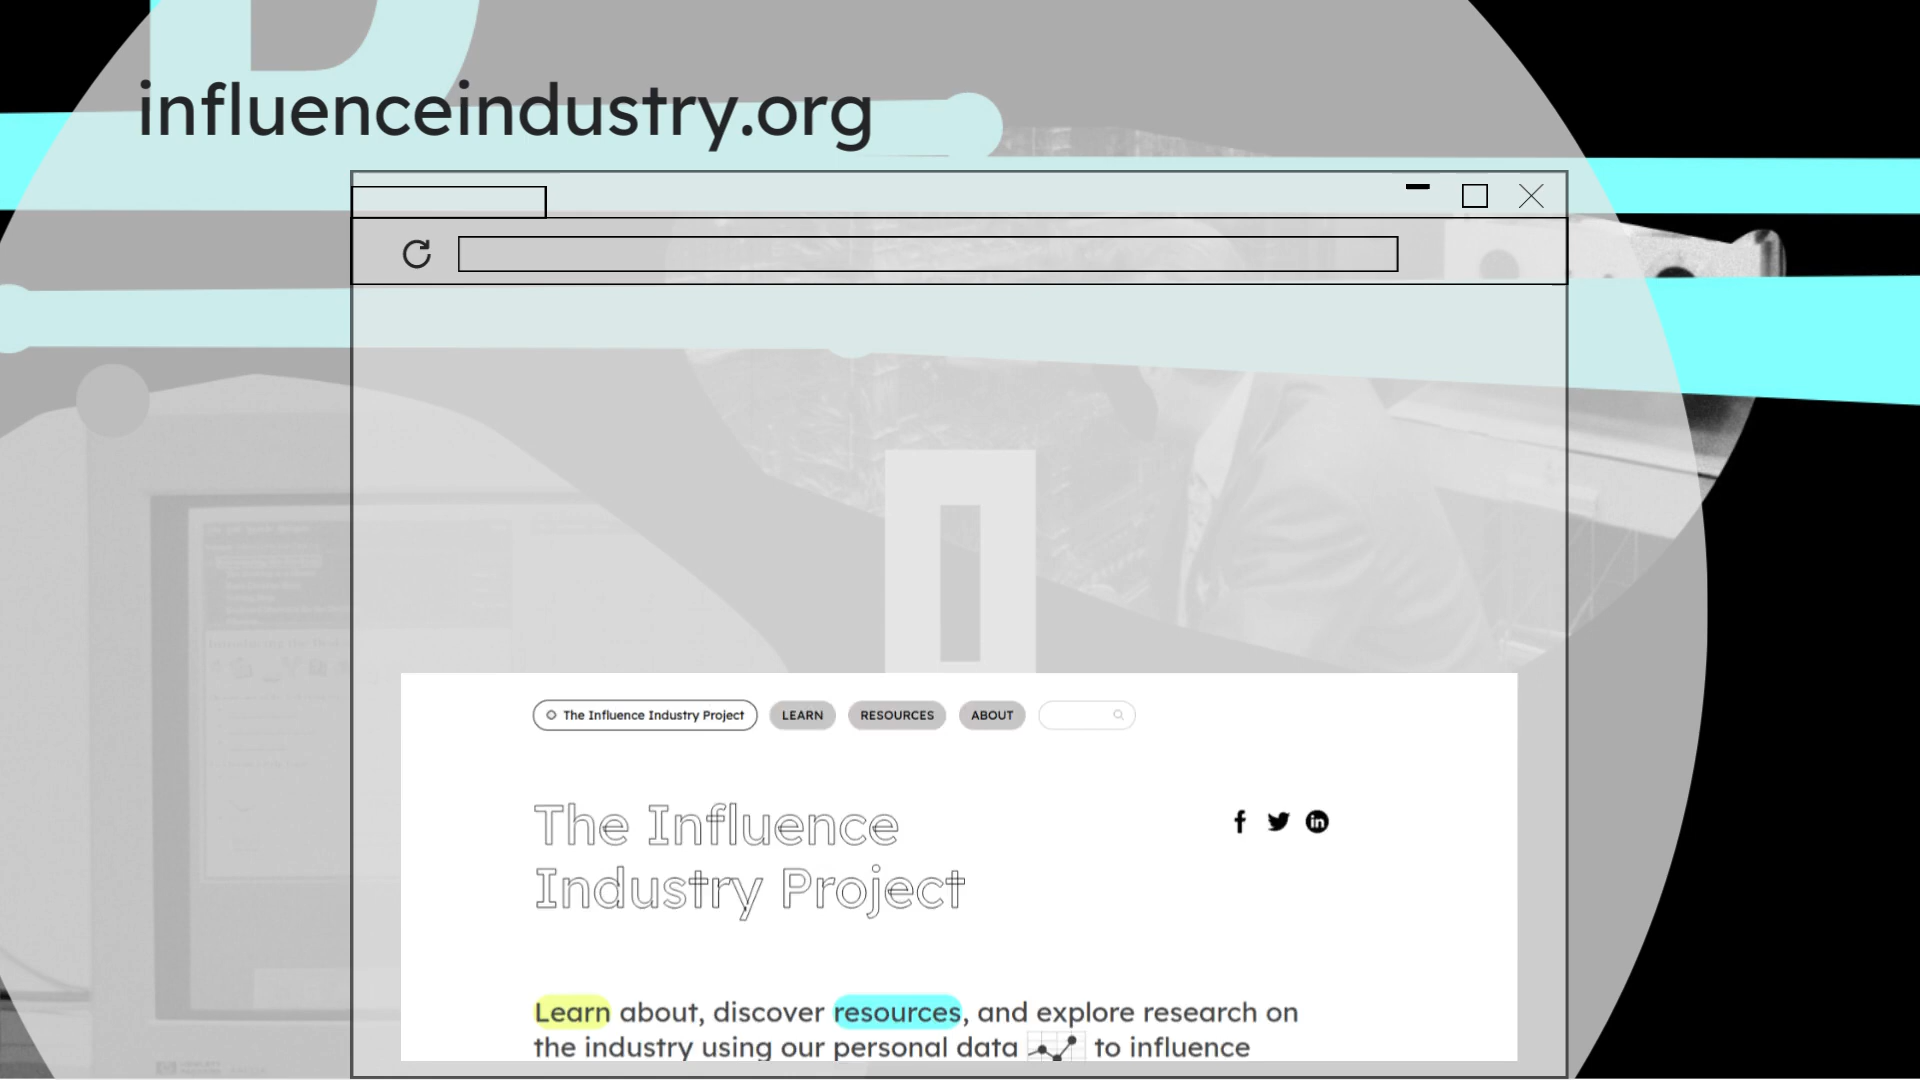 influenceindustry.org
The Influence Industry Project
LEARN
RESOURCES
ABOUT
The Influence
Industry Project
Learn about, discover resources, and explore research on
the industry using our personal data to influence